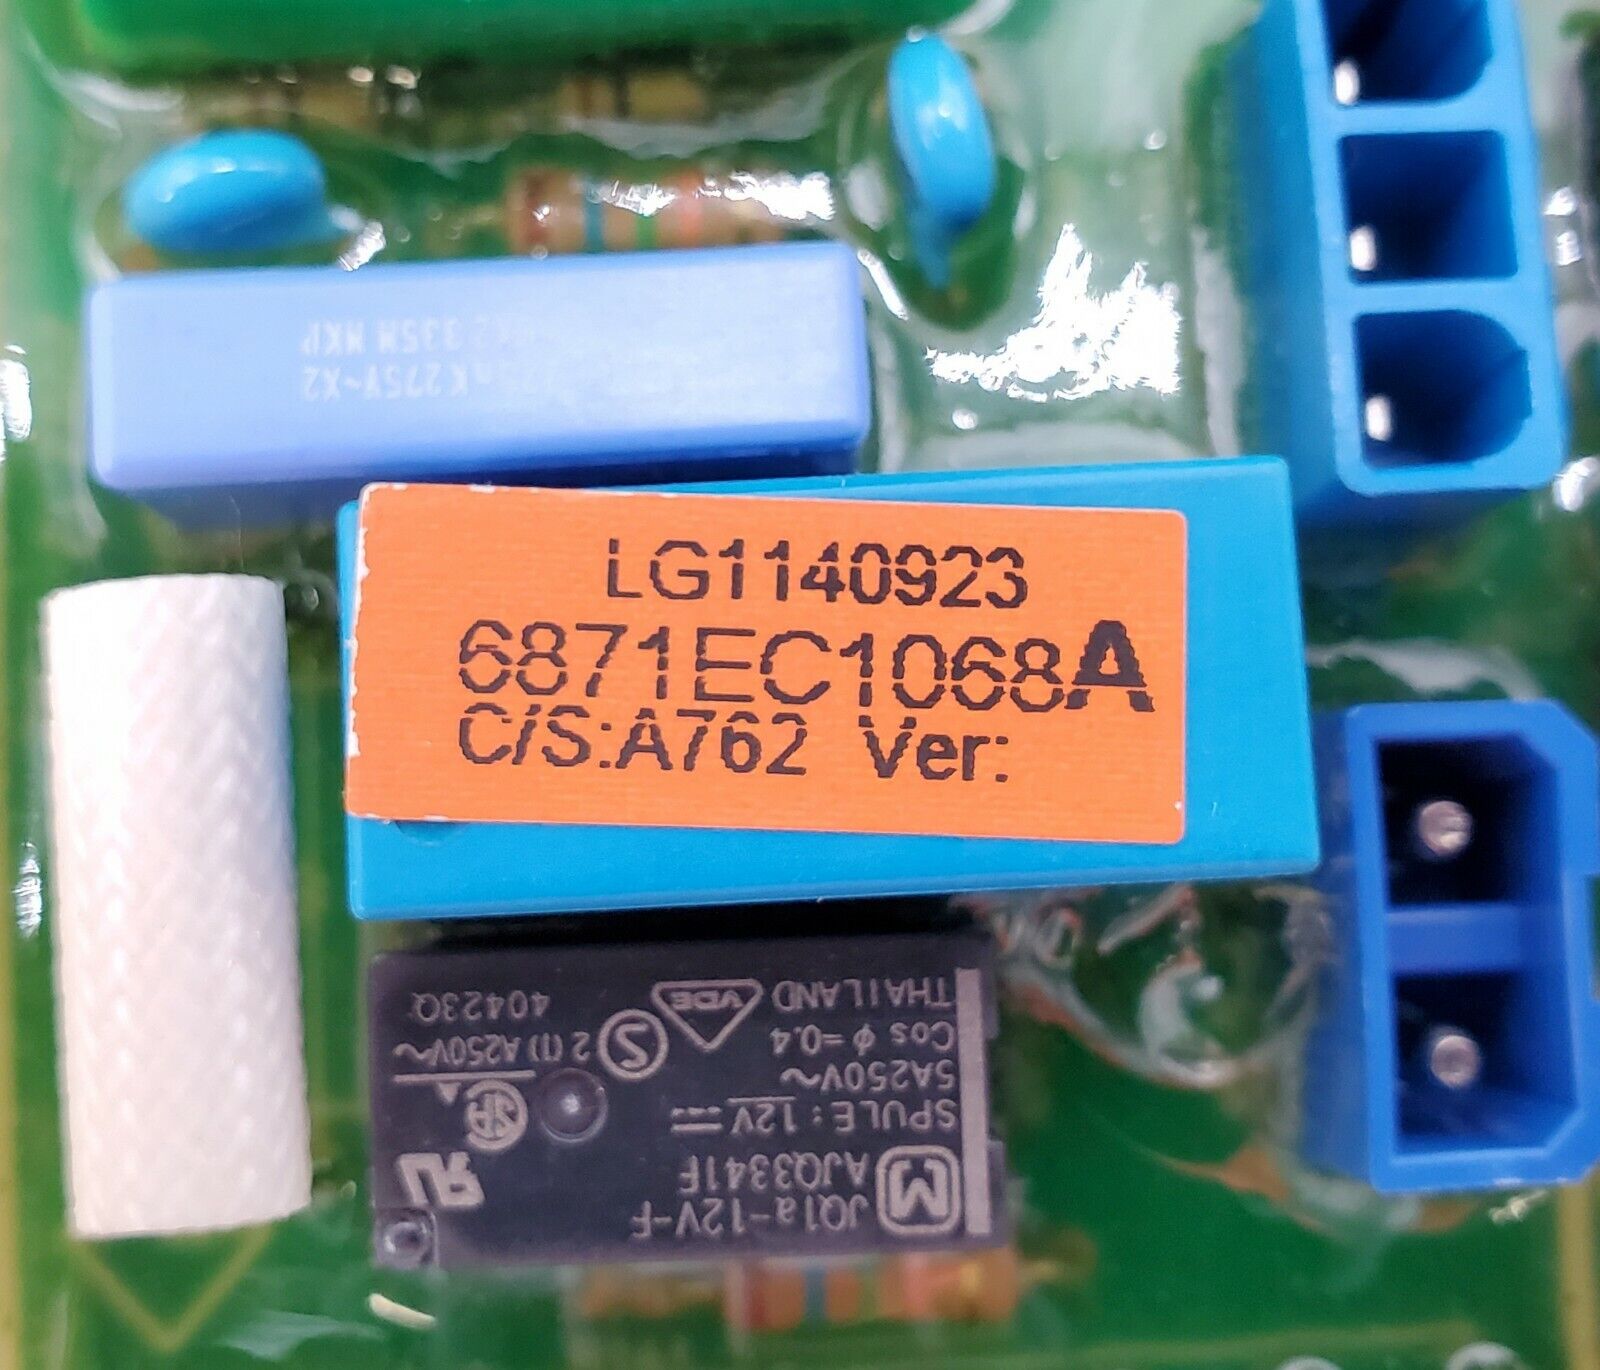 K275V~X2
335M MKP
LG1140923
6871EC1068A
C/S:A762 Ver:
JQ1a-12V-F
AJQ3341F
SPULE: 12V
5A250V~
Cos φ=0.4
THAILAND
VDE
2 (1) A250V~
40423Q